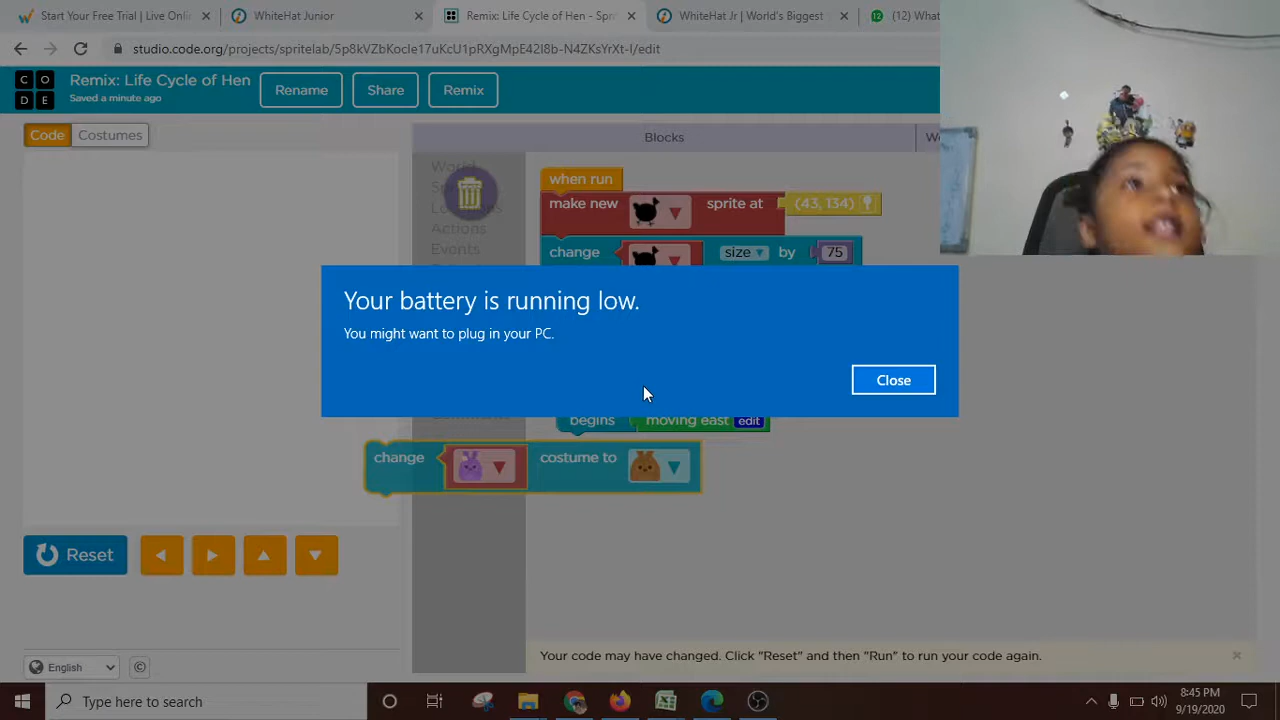 Start Your Free Trial | Live Onli
WhiteHat Junior
Remix: Life Cycle of Hen - Spr
WhiteHat Jr | World's Biggest
(12) What
studio.code.org/projects/spritelab/5p8kVZbKocIe17uKcU1pRXgMpE42I8b-N4ZKsYrXt-I/edit
C O
D E
Remix: Life Cycle of Hen
Saved a minute ago
Rename
Share
Remix
Code
Costumes
Blocks
World
Actions
Events
when run
make new
sprite at
(43, 134)
change
size
by
75
Your battery is running low.
You might want to plug in your PC.
Close
begins
moving east
edit
change
costume to
Reset
English
©
Your code may have changed. Click "Reset" and then "Run" to run your code again.
Type here to search
8:45 PM
9/19/2020